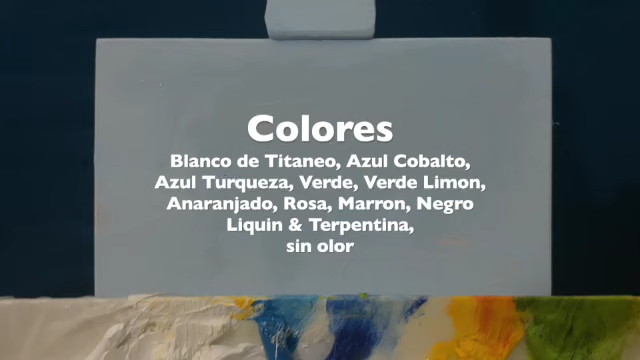 Colores
Blanco de Titaneo, Azul Cobalto,
Azul Turqueza, Verde, Verde Limon,
Anaranjado, Rosa, Marron, Negro
Liquin & Terpentina,
sin olor